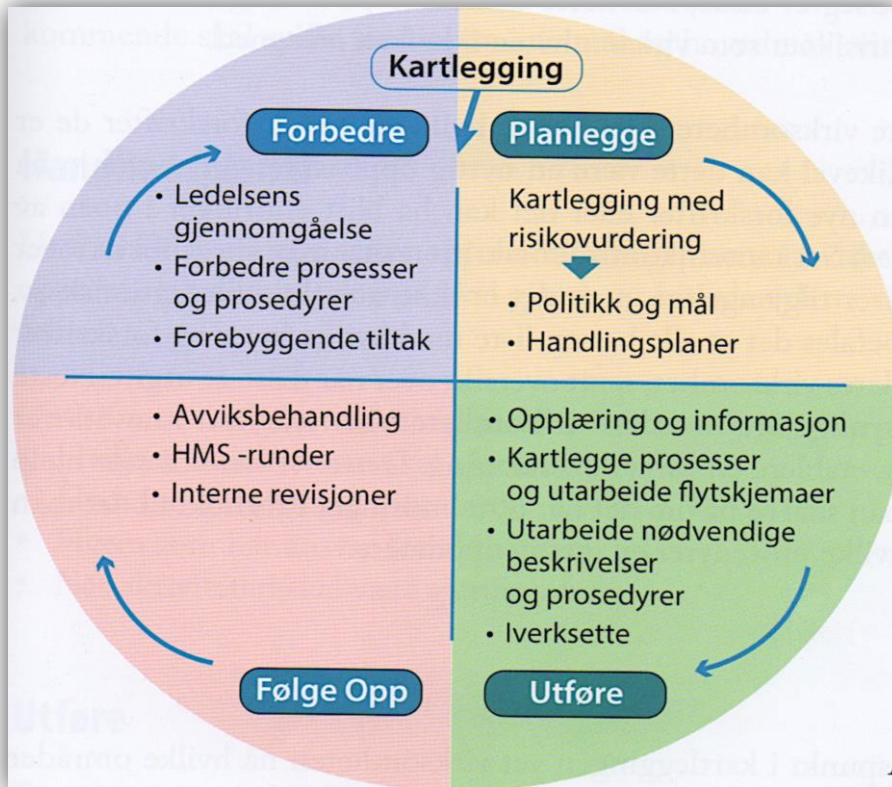 Kartlegging
Forbedre
• Ledelsens
gjennomgåelse
• Forbedre prosesser
og prosedyrer
• Forebyggende tiltak
Planlegge
Kartlegging med
risikovurdering
• Politikk og mål
• Handlingsplaner
• Opplæring og informasjon
• Kartlegge prosesser
og utarbeide flytskjemaer
• Utarbeide nødvendige
beskrivelser
og prosedyrer
• Iverksette
Utføre
• Avviksbehandling
• HMS -runder
• Interne revisjoner
Følge Opp